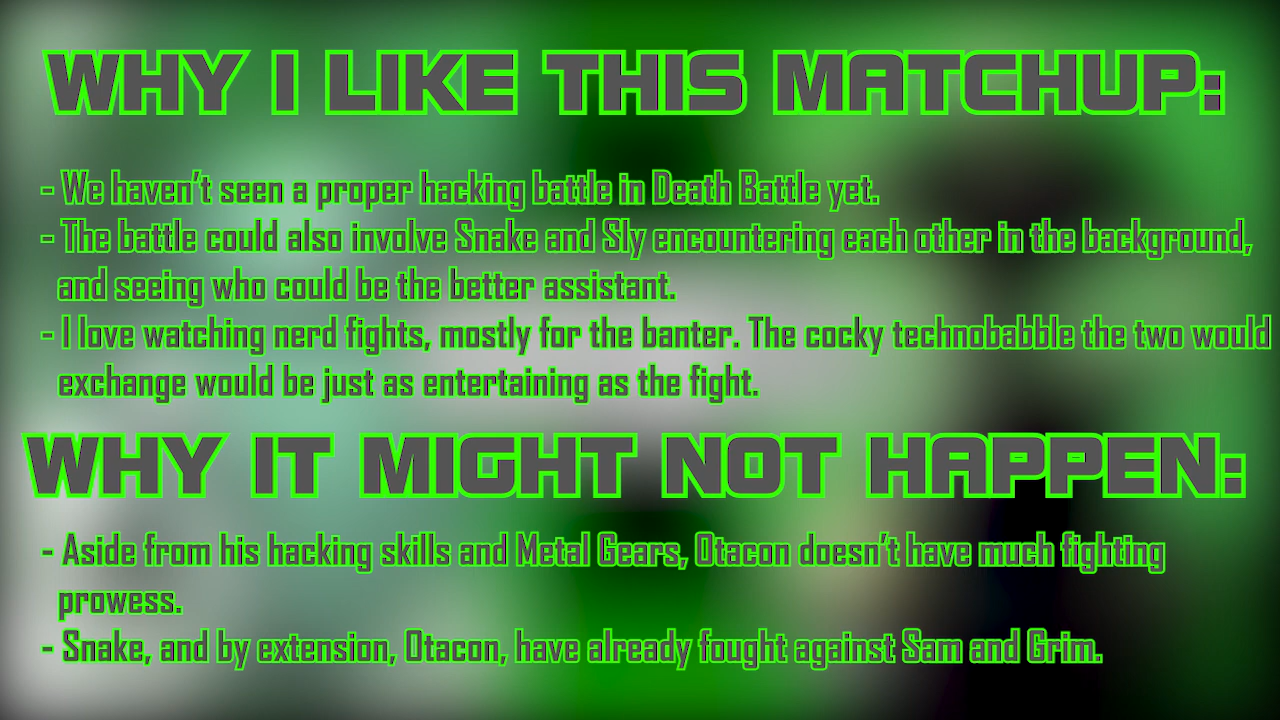 WHY I LIKE THIS MATCHUP:
- We haven't seen a proper hacking battle in Death Battle yet.
- The battle could also involve Snake and Sly encountering each other in the background,
and seeing who could be the better assistant.
- I love watching nerd fights, mostly for the banter. The cocky technobabble the two would
exchange would be just as entertaining as the fight.
WHY IT MIGHT NOT HAPPEN:
- Aside from his hacking skills and Metal Gears, Otacon doesn't have much fighting
prowess.
- Snake, and by extension, Otacon, have already fought against Sam and Grim.